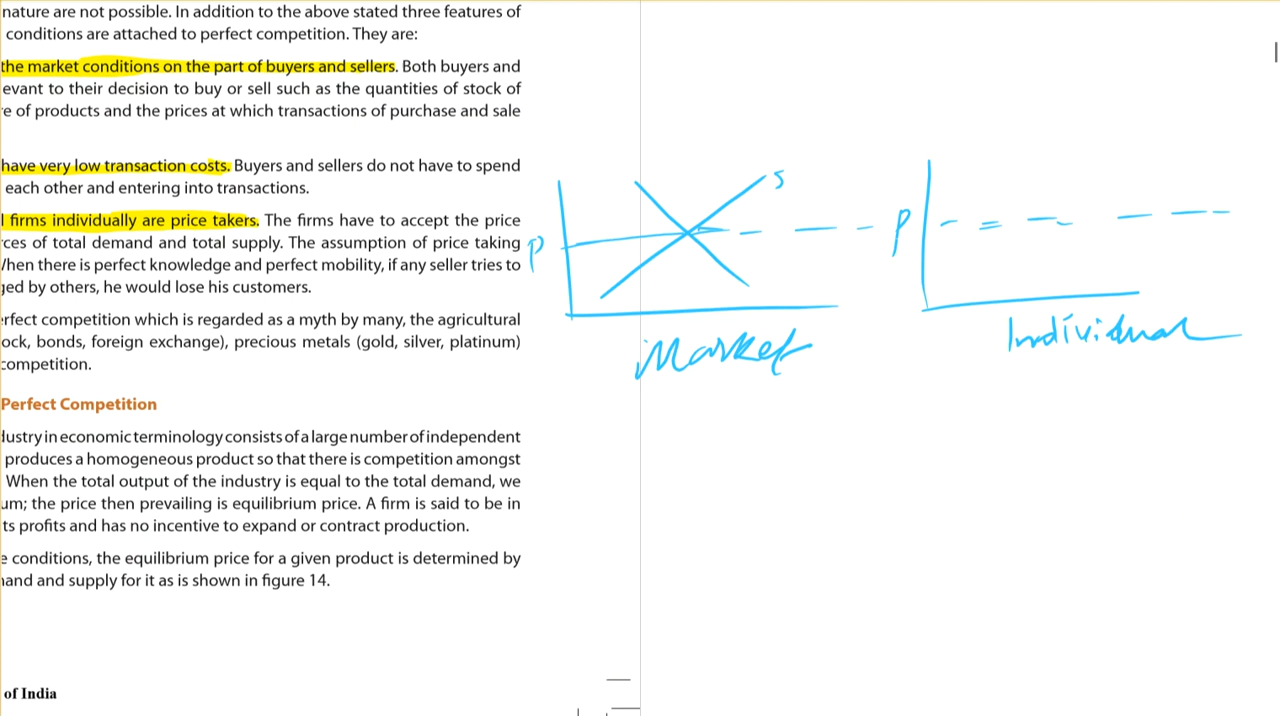 nature are not possible. In addition to the above stated three features of
conditions are attached to perfect competition. They are:
the market conditions on the part of buyers and sellers. Both buyers and
evant to their decision to buy or sell such as the quantities of stock of
e of products and the prices at which transactions of purchase and sale
have very low transaction costs. Buyers and sellers do not have to spend
each other and entering into transactions.
l firms individually are price takers. The firms have to accept the price
rces of total demand and total supply. The assumption of price taking
When there is perfect knowledge and perfect mobility, if any seller tries to
ged by others, he would lose his customers.
erfect competition which is regarded as a myth by many, the agricultural
ock, bonds, foreign exchange), precious metals (gold, silver, platinum)
competition.
Perfect Competition
dustry in economic terminology consists of a large number of independent
produces a homogeneous product so that there is competition amongst
When the total output of the industry is equal to the total demand, we
um; the price then prevailing is equilibrium price. A firm is said to be in
ts profits and has no incentive to expand or contract production.
e conditions, the equilibrium price for a given product is determined by
hand and supply for it as is shown in figure 14.
of India
S
P
Market
P
Individual